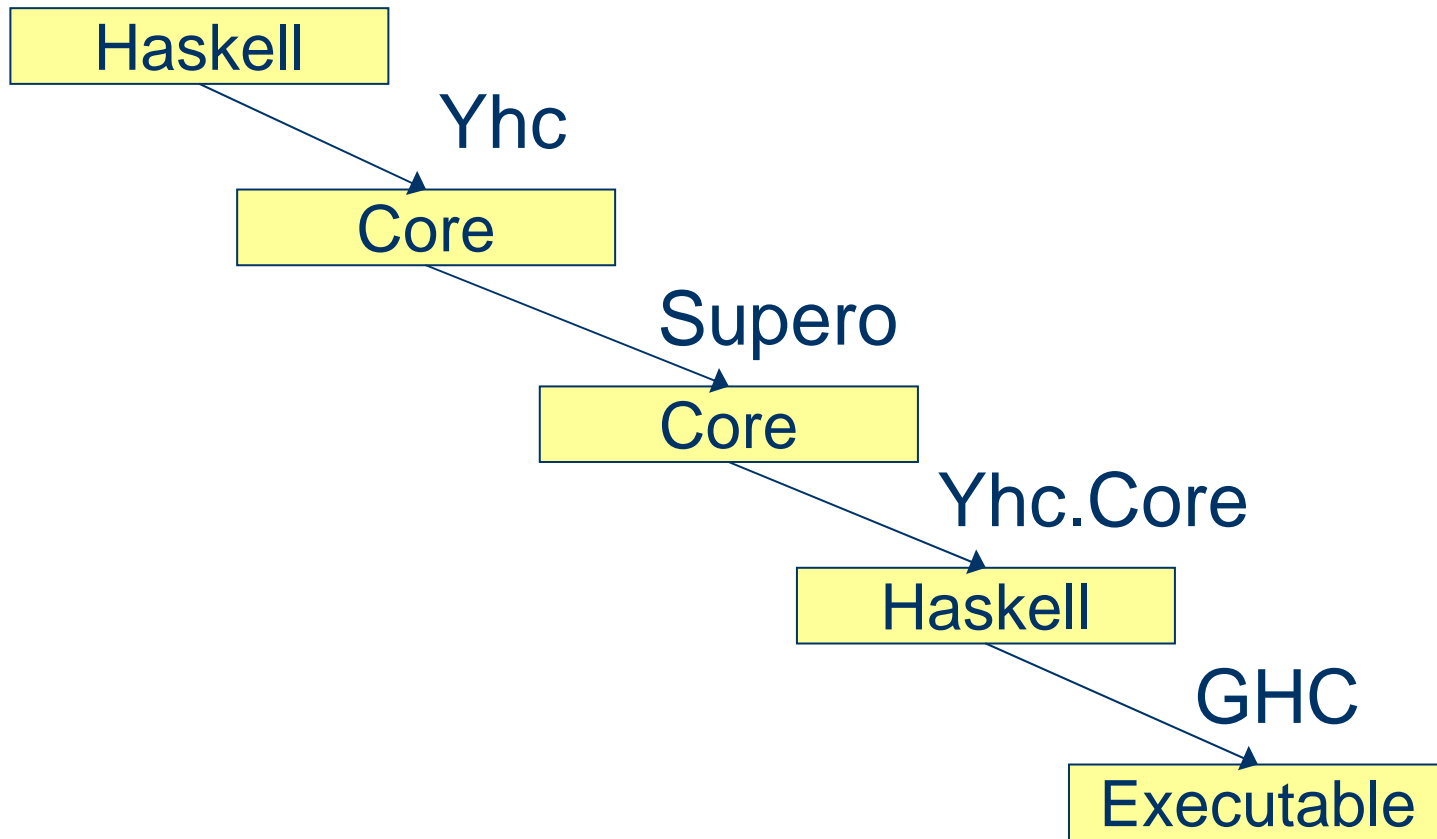 Haskell
Yhc
Core
Supero
Core
Yhc.Core
Haskell
GHC
Executable